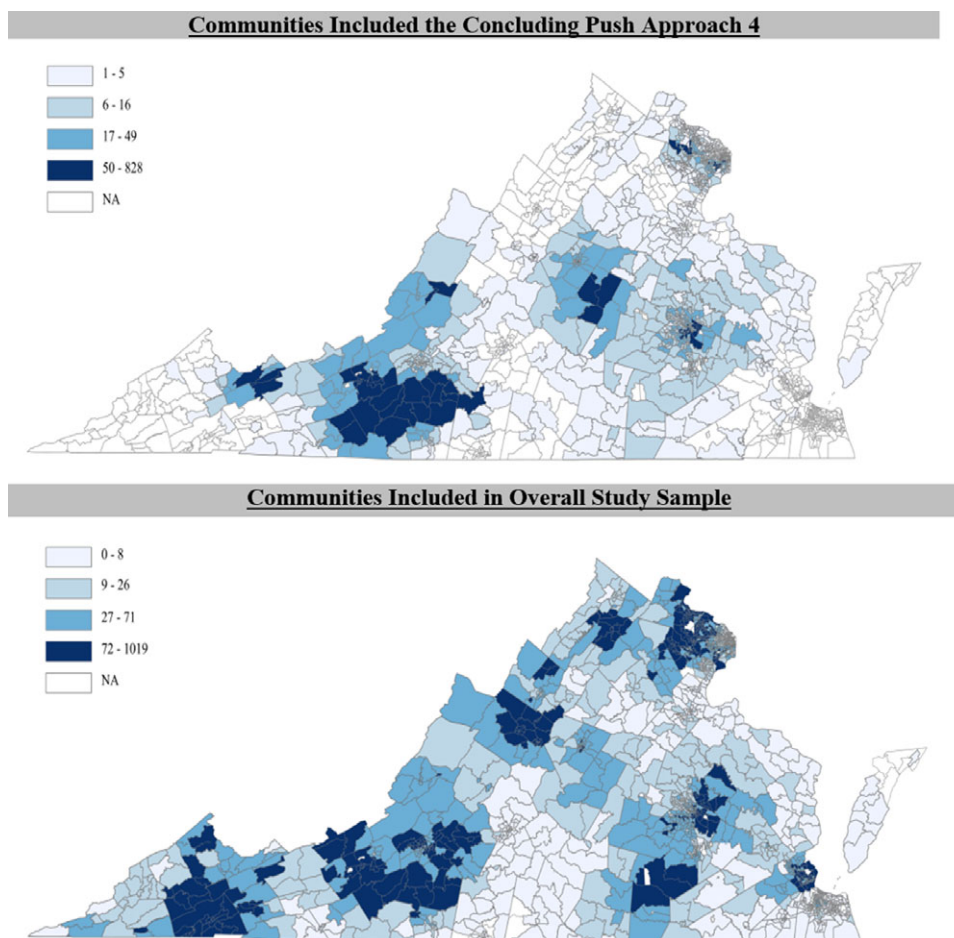 Communities Included the Concluding Push Approach 4
1 - 5
6 - 16
17 - 49
50 - 828
NA
Communities Included in Overall Study Sample
0 - 8
9 - 26
27 - 71
72 - 1019
NA